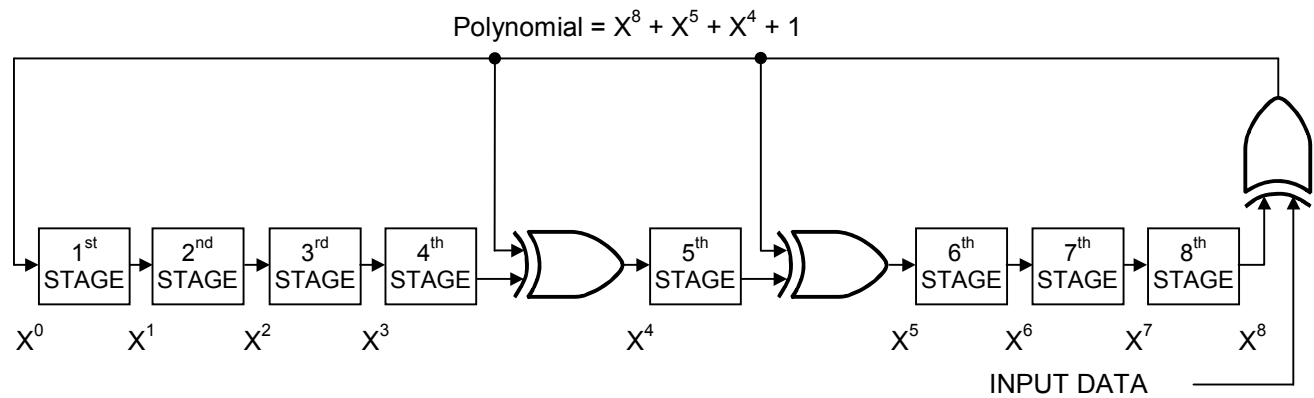 Polynomial = X⁸ + X⁵ + X⁴ + 1
1st STAGE
2nd STAGE
3rd STAGE
4th STAGE
5th STAGE
6th STAGE
7th STAGE
8th STAGE
X⁰ X¹ X² X³ X⁴ X⁵ X⁶ X⁷ X⁸
INPUT DATA